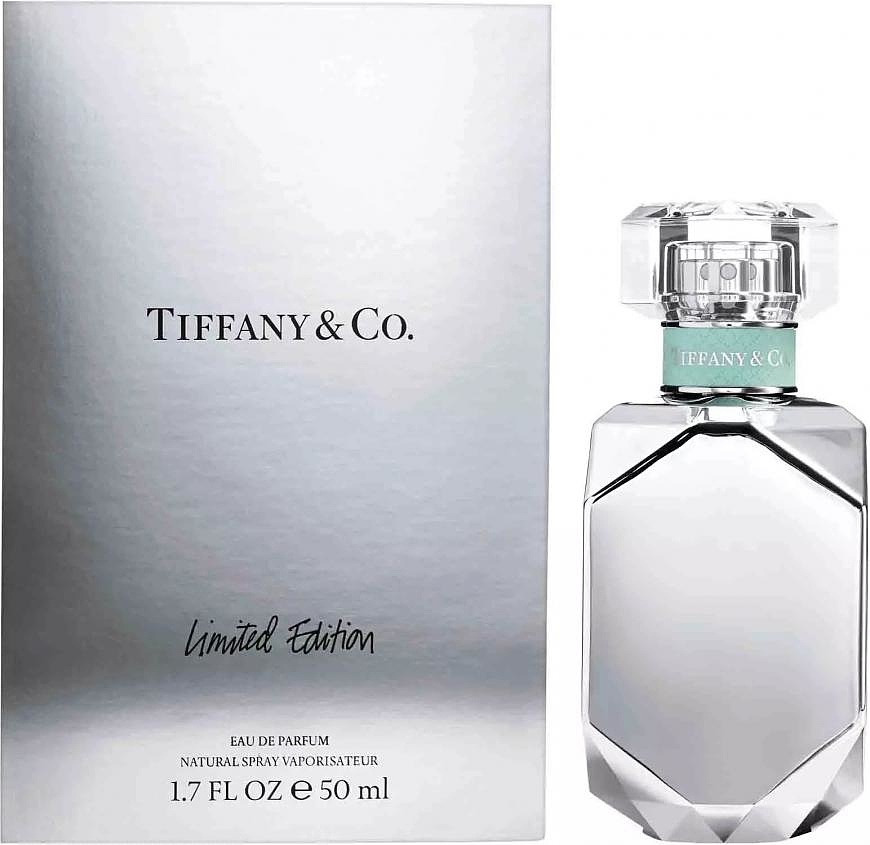 TIFFANY & CO.
Limited Edition
EAU DE PARFUM
NATURAL SPRAY VAPORISATEUR
1.7 FL OZ ℮ 50 ml
TIFFANY & CO.